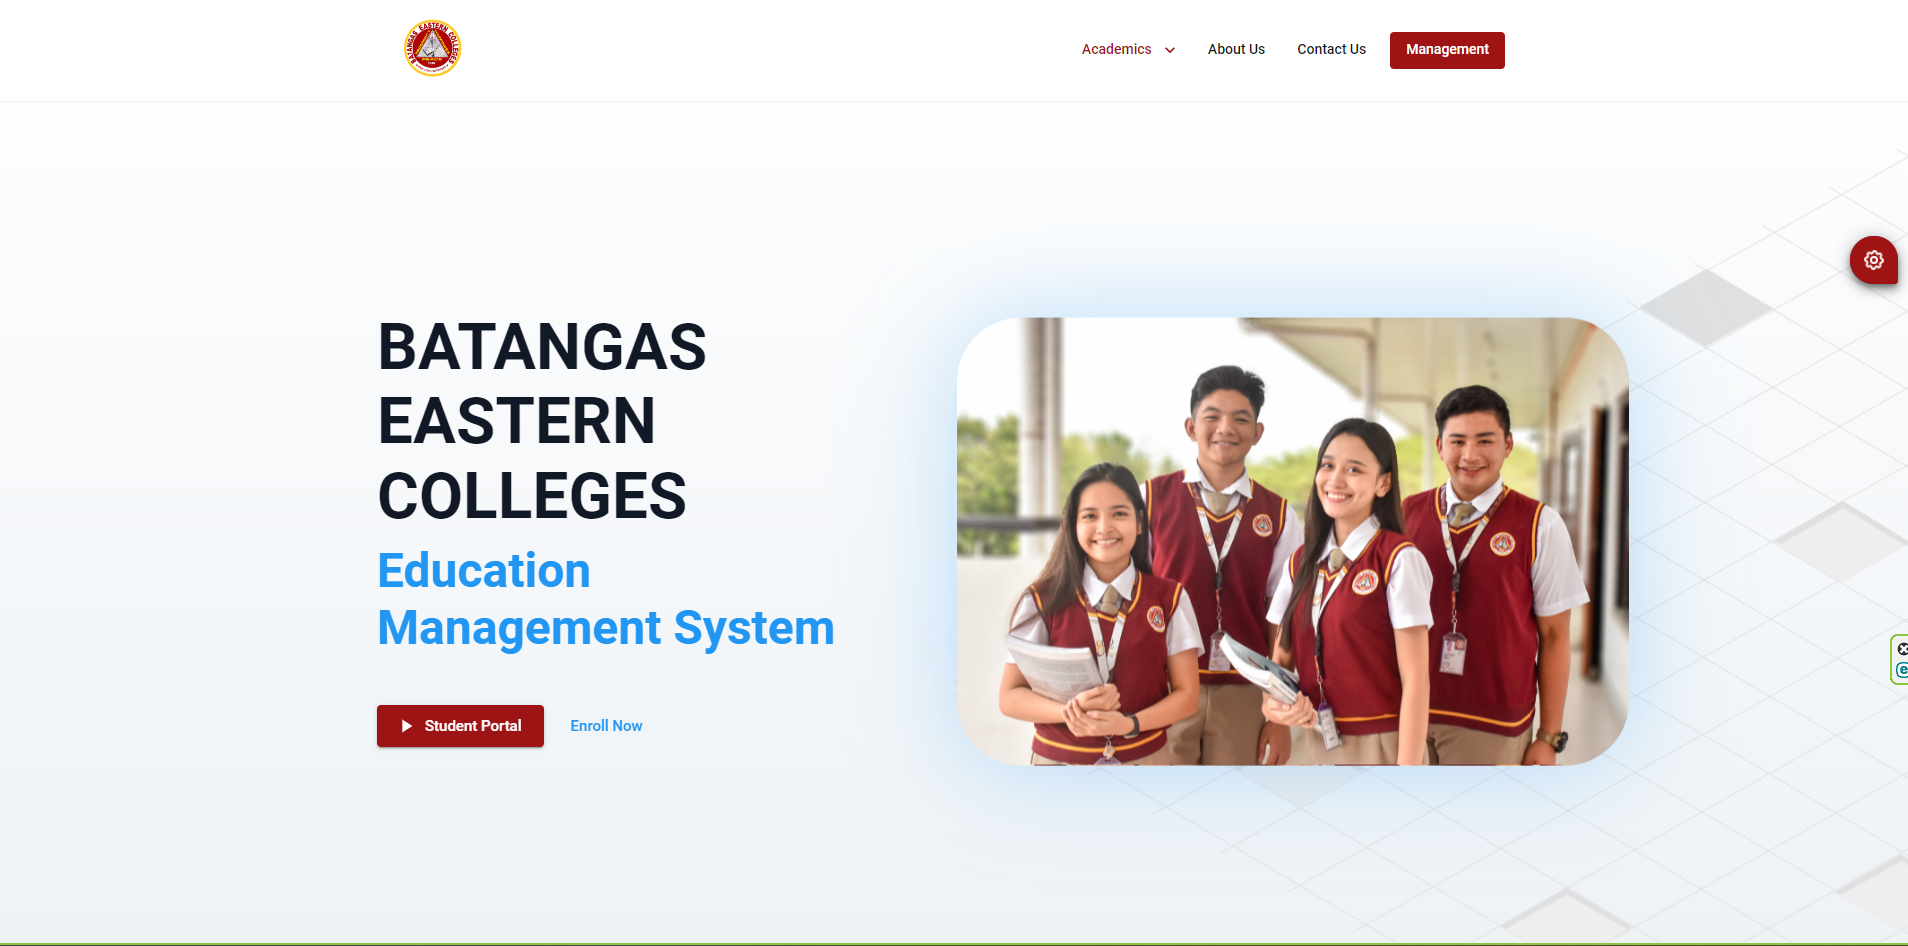 BATANGAS EASTERN COLLEGES
PEACE
Academics
About Us
Contact Us
Management
BATANGAS
EASTERN
COLLEGES
Education
Management System
Student Portal
Enroll Now